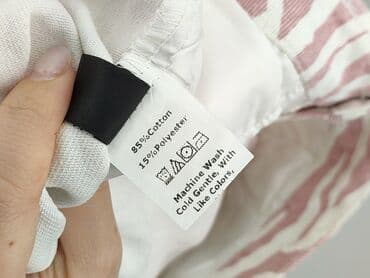 85%Cotton
15%Polyester
Machine Wash
Cold Gentle, With
Like Colors,